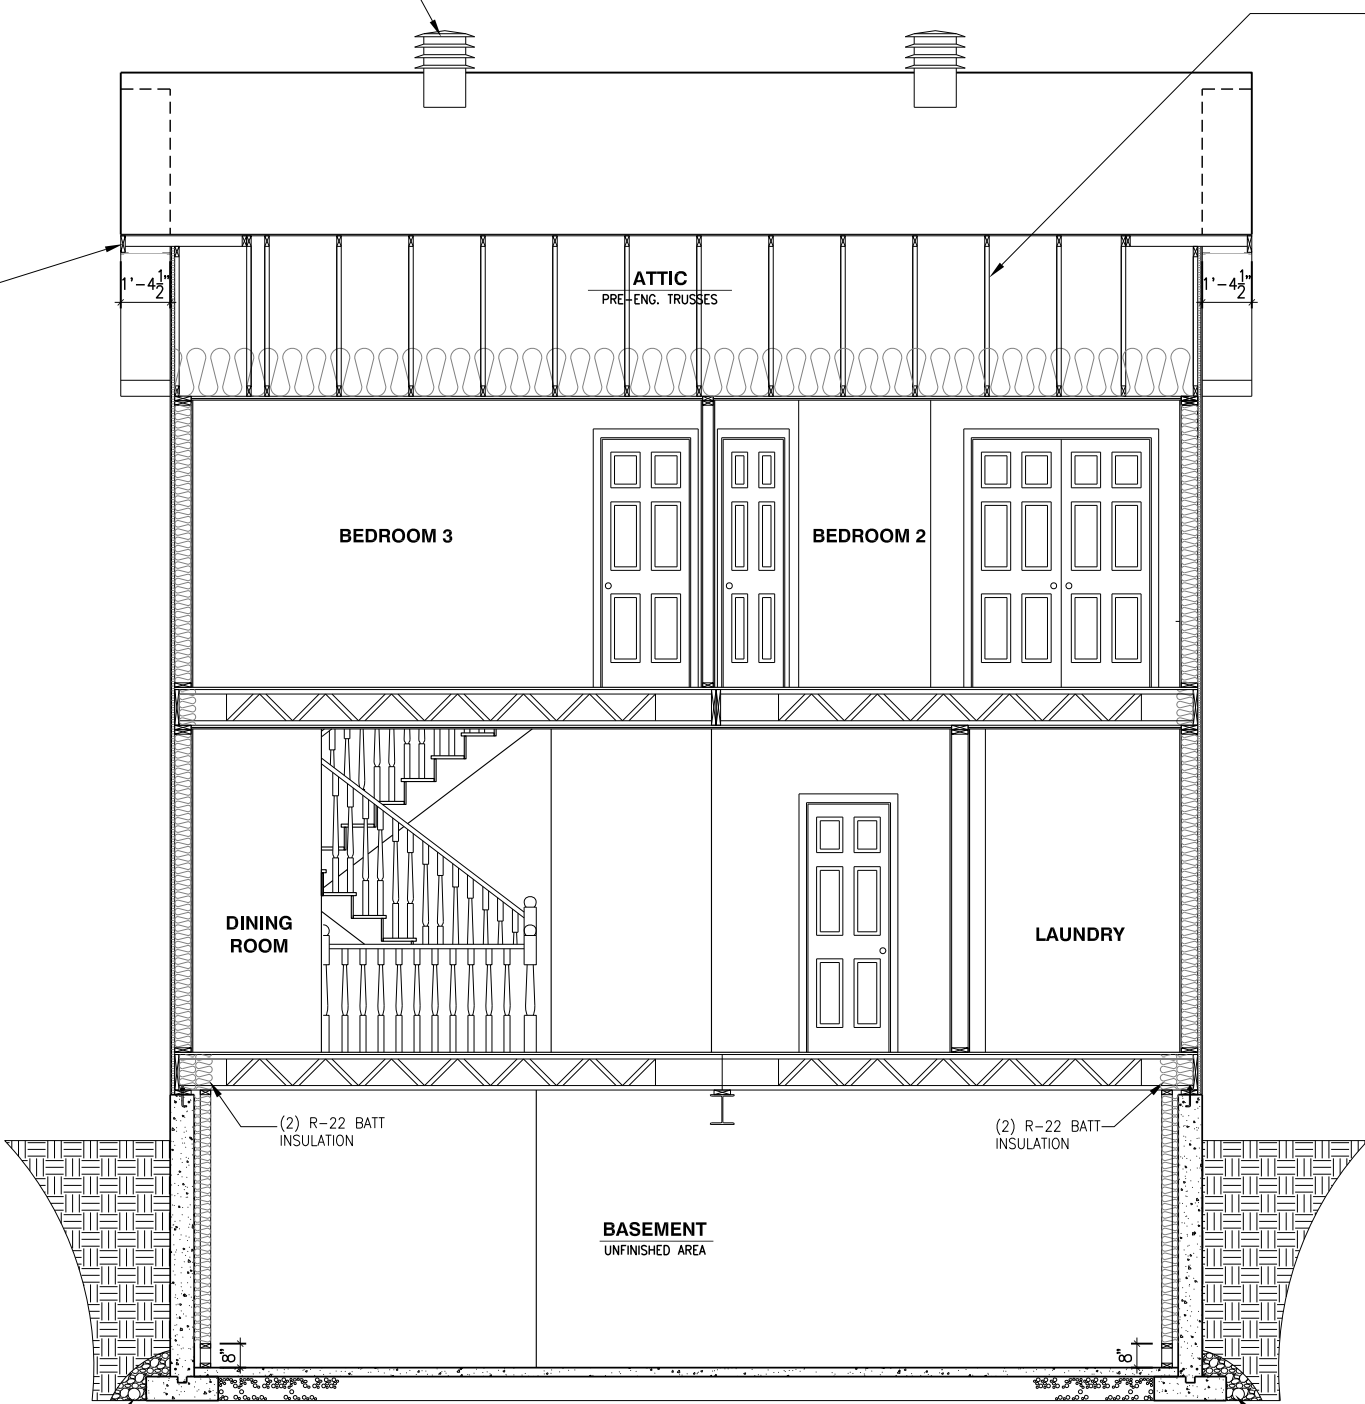 1'-4½"
ATTIC
PRE-ENG. TRUSSES
1'-4½"
BEDROOM 3
BEDROOM 2
DINING
ROOM
LAUNDRY
(2) R-22 BATT
INSULATION
(2) R-22 BATT
INSULATION
BASEMENT
UNFINISHED AREA
8"
8"